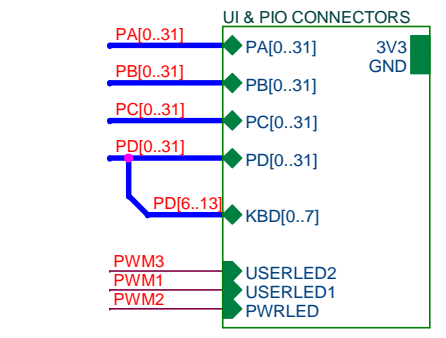 UI & PIO CONNECTORS
PA[0..31] PA[0..31] 3V3
GND
PB[0..31] PB[0..31]
PC[0..31] PC[0..31]
PD[0..31] PD[0..31]
PD[6..13] KBD[0..7]
PWM3 USERLED2
PWM1 USERLED1
PWM2 PWRLED